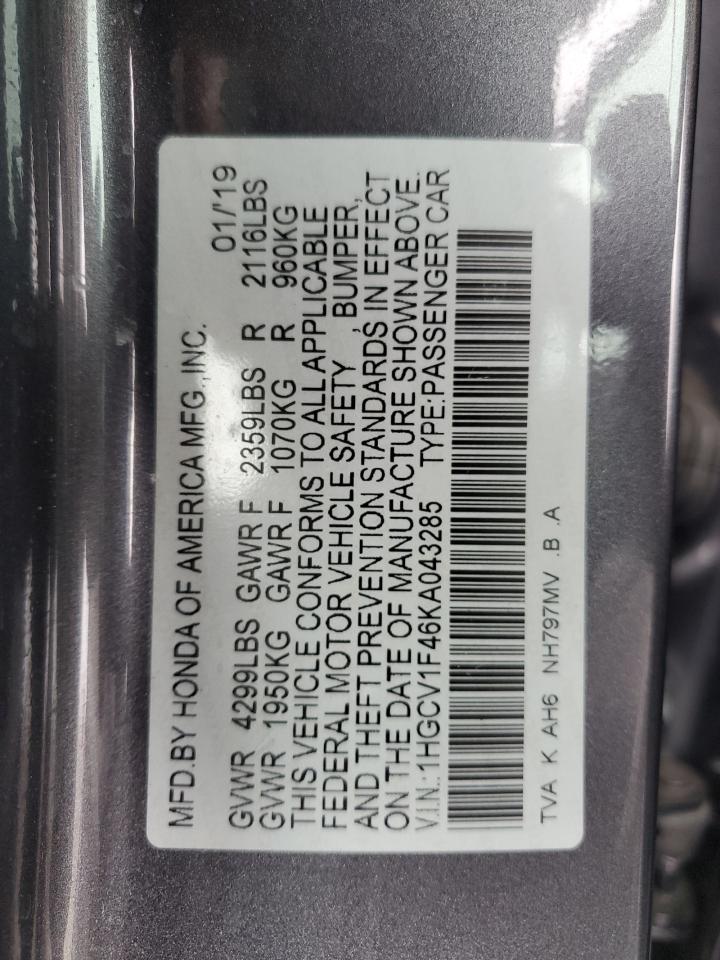 MFD.BY HONDA OF AMERICA MFG.,INC. 01/'19
GVWR 4299LBS GAWR F 2359LBS R 2116LBS
GVWR 1950KG GAWR F 1070KG R 960KG
THIS VEHICLE CONFORMS TO ALL APPLICABLE
FEDERAL MOTOR VEHICLE SAFETY , BUMPER,
AND THEFT PREVENTION STANDARDS IN EFFECT
ON THE DATE OF MANUFACTURE SHOWN ABOVE.
V.I.N.:1HGCV1F46KA043285 TYPE:PASSENGER CAR
TVA K AH6 NH797MV .B .A